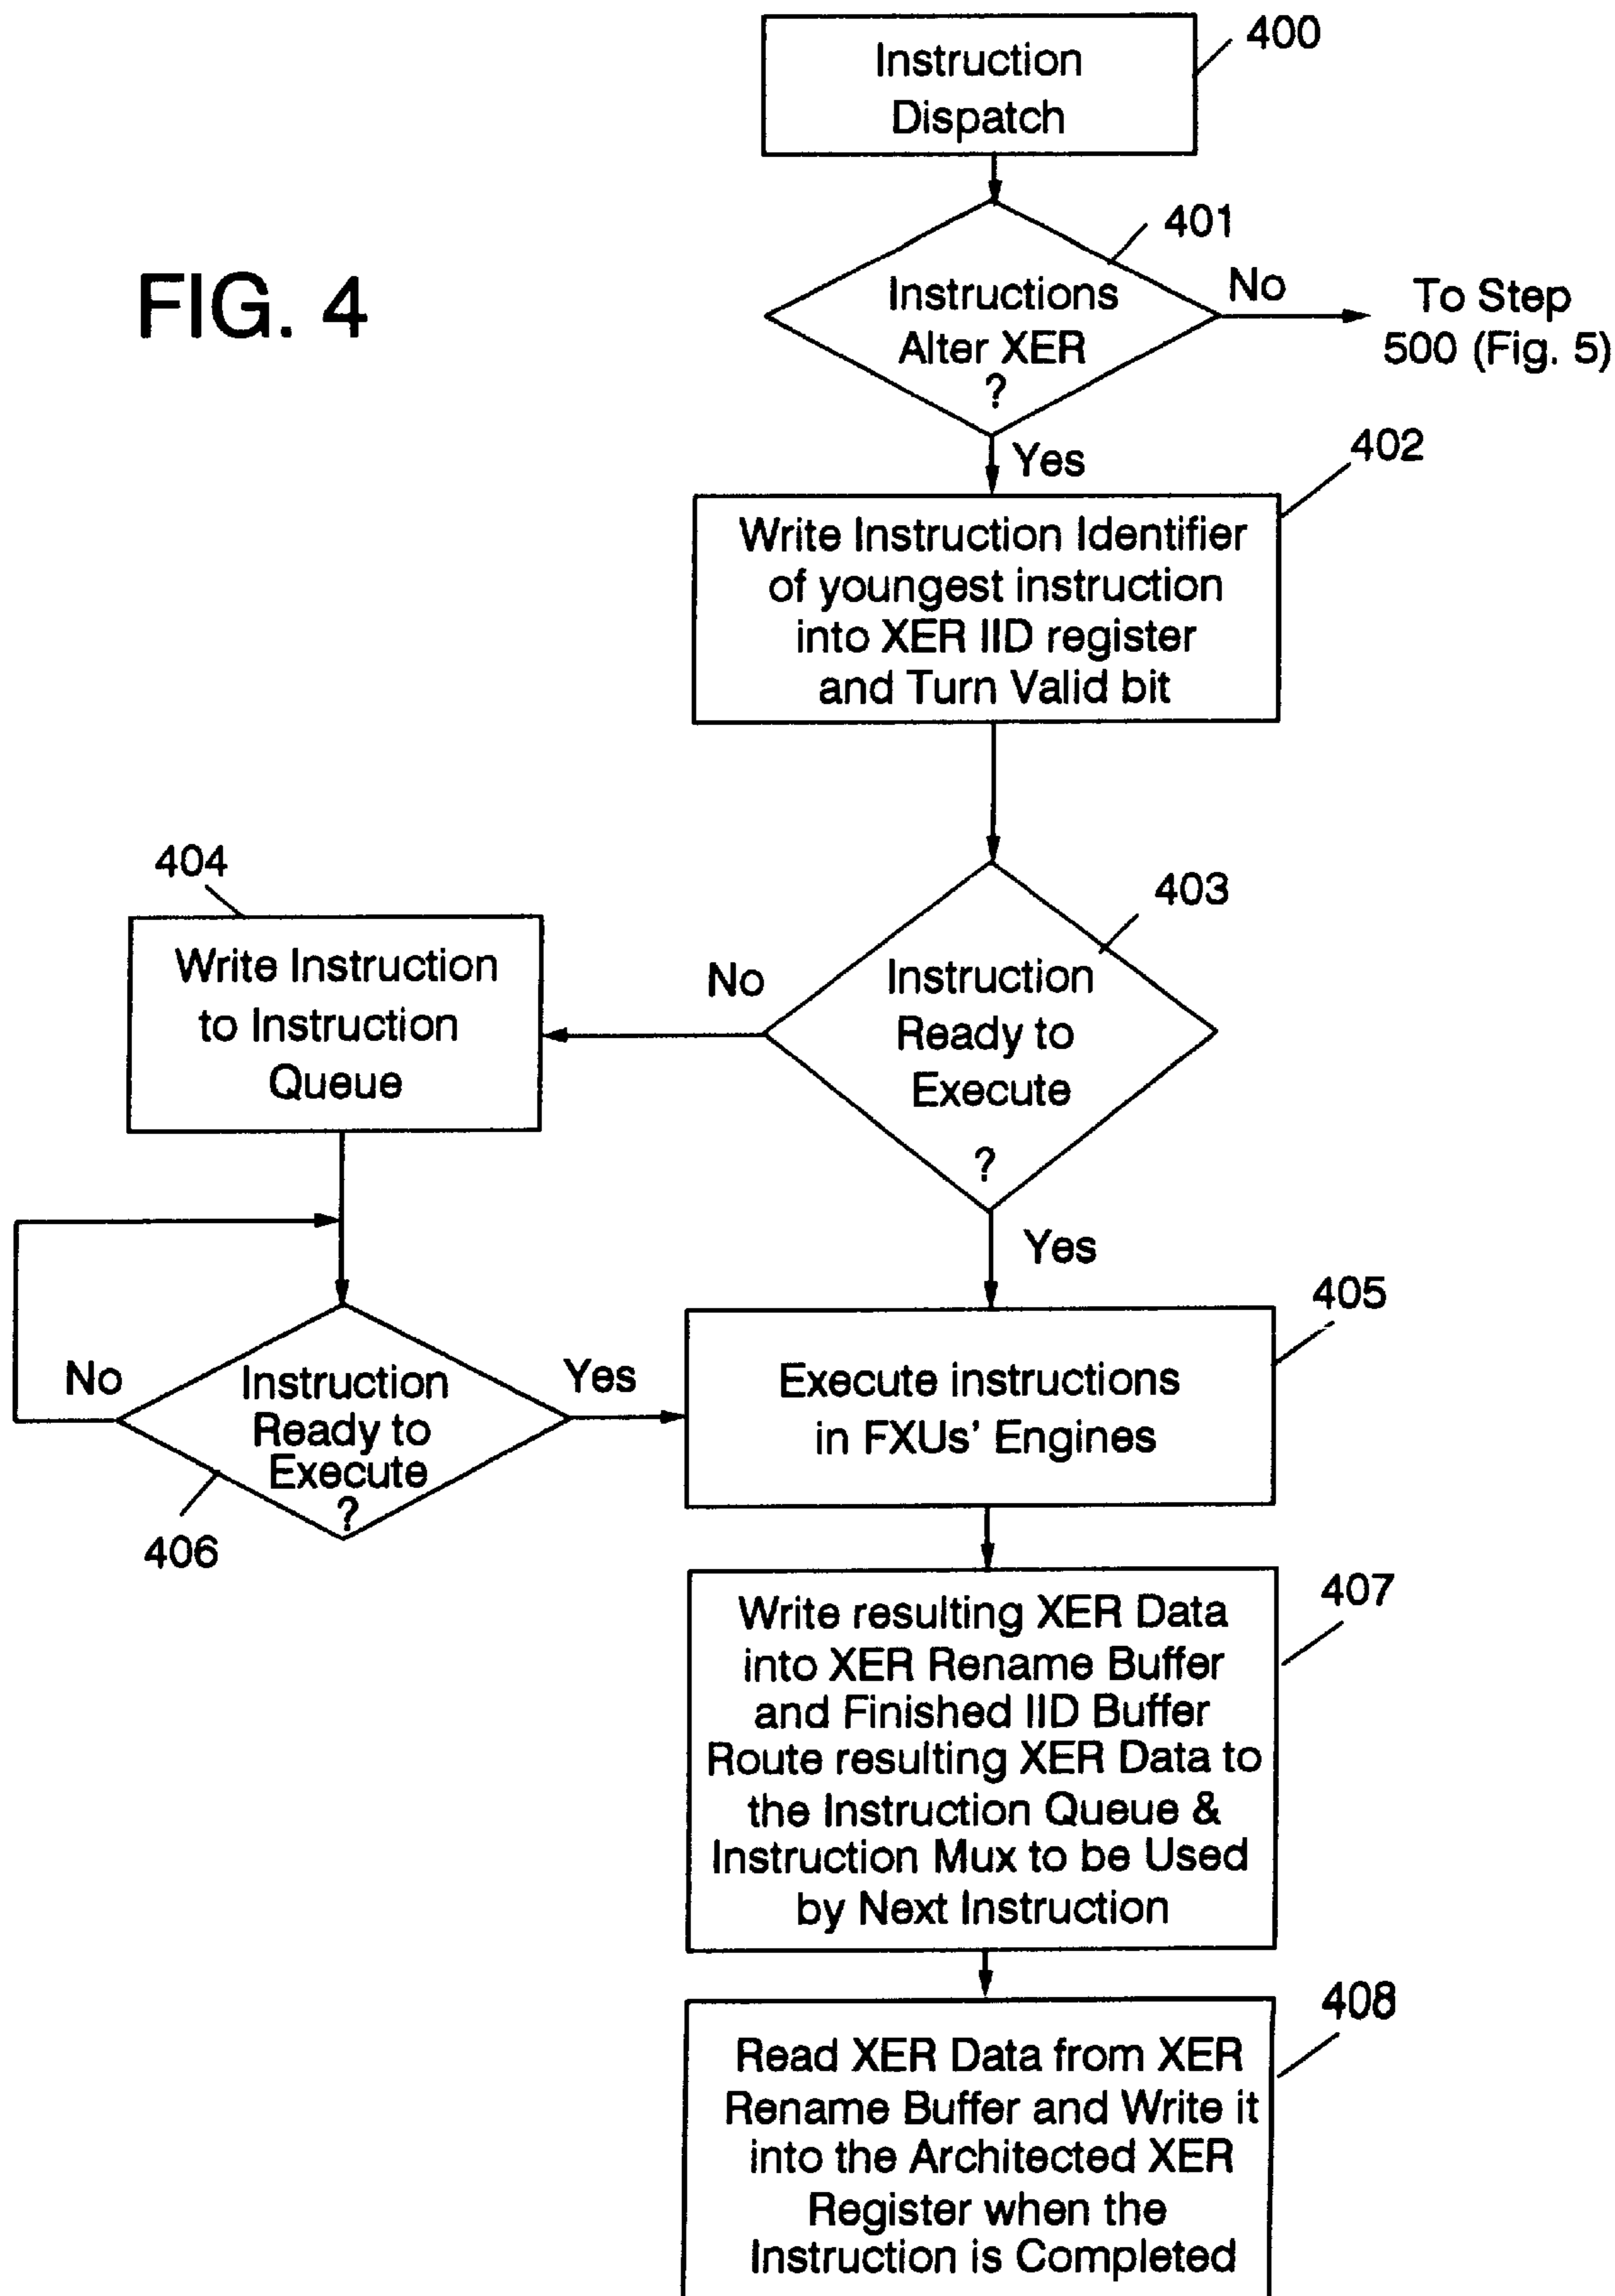 400
Instruction
Dispatch
401
FIG. 4
Instructions
Alter XER
?
No
To Step
500 (Fig. 5)
Yes
402
Write Instruction Identifier
of youngest instruction
into XER IID register
and Turn Valid bit
404
403
Write Instruction
to Instruction
Queue
No
Instruction
Ready to
Execute
?
Yes
405
No
Instruction
Ready to
Execute
?
Yes
406
Execute instructions
in FXUs' Engines
407
Write resulting XER Data
into XER Rename Buffer
and Finished IID Buffer
Route resulting XER Data to
the Instruction Queue &
Instruction Mux to be Used
by Next Instruction
408
Read XER Data from XER
Rename Buffer and Write it
into the Architected XER
Register when the
Instruction is Completed